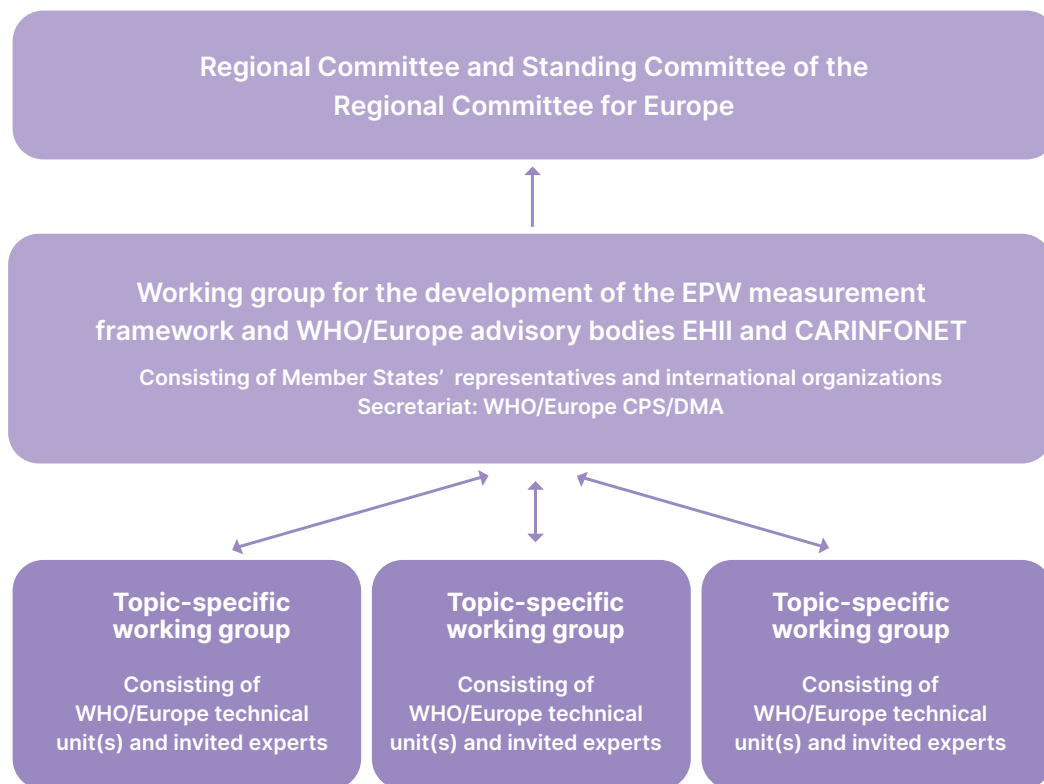 Regional Committee and Standing Committee of the
Regional Committee for Europe
Working group for the development of the EPW measurement
framework and WHO/Europe advisory bodies EHII and CARINFONET
Consisting of Member States’ representatives and international organizations
Secretariat: WHO/Europe CPS/DMA
Topic-specific
working group
Consisting of
WHO/Europe technical
unit(s) and invited experts
Topic-specific
working group
Consisting of
WHO/Europe technical
unit(s) and invited experts
Topic-specific
working group
Consisting of
WHO/Europe technical
unit(s) and invited experts